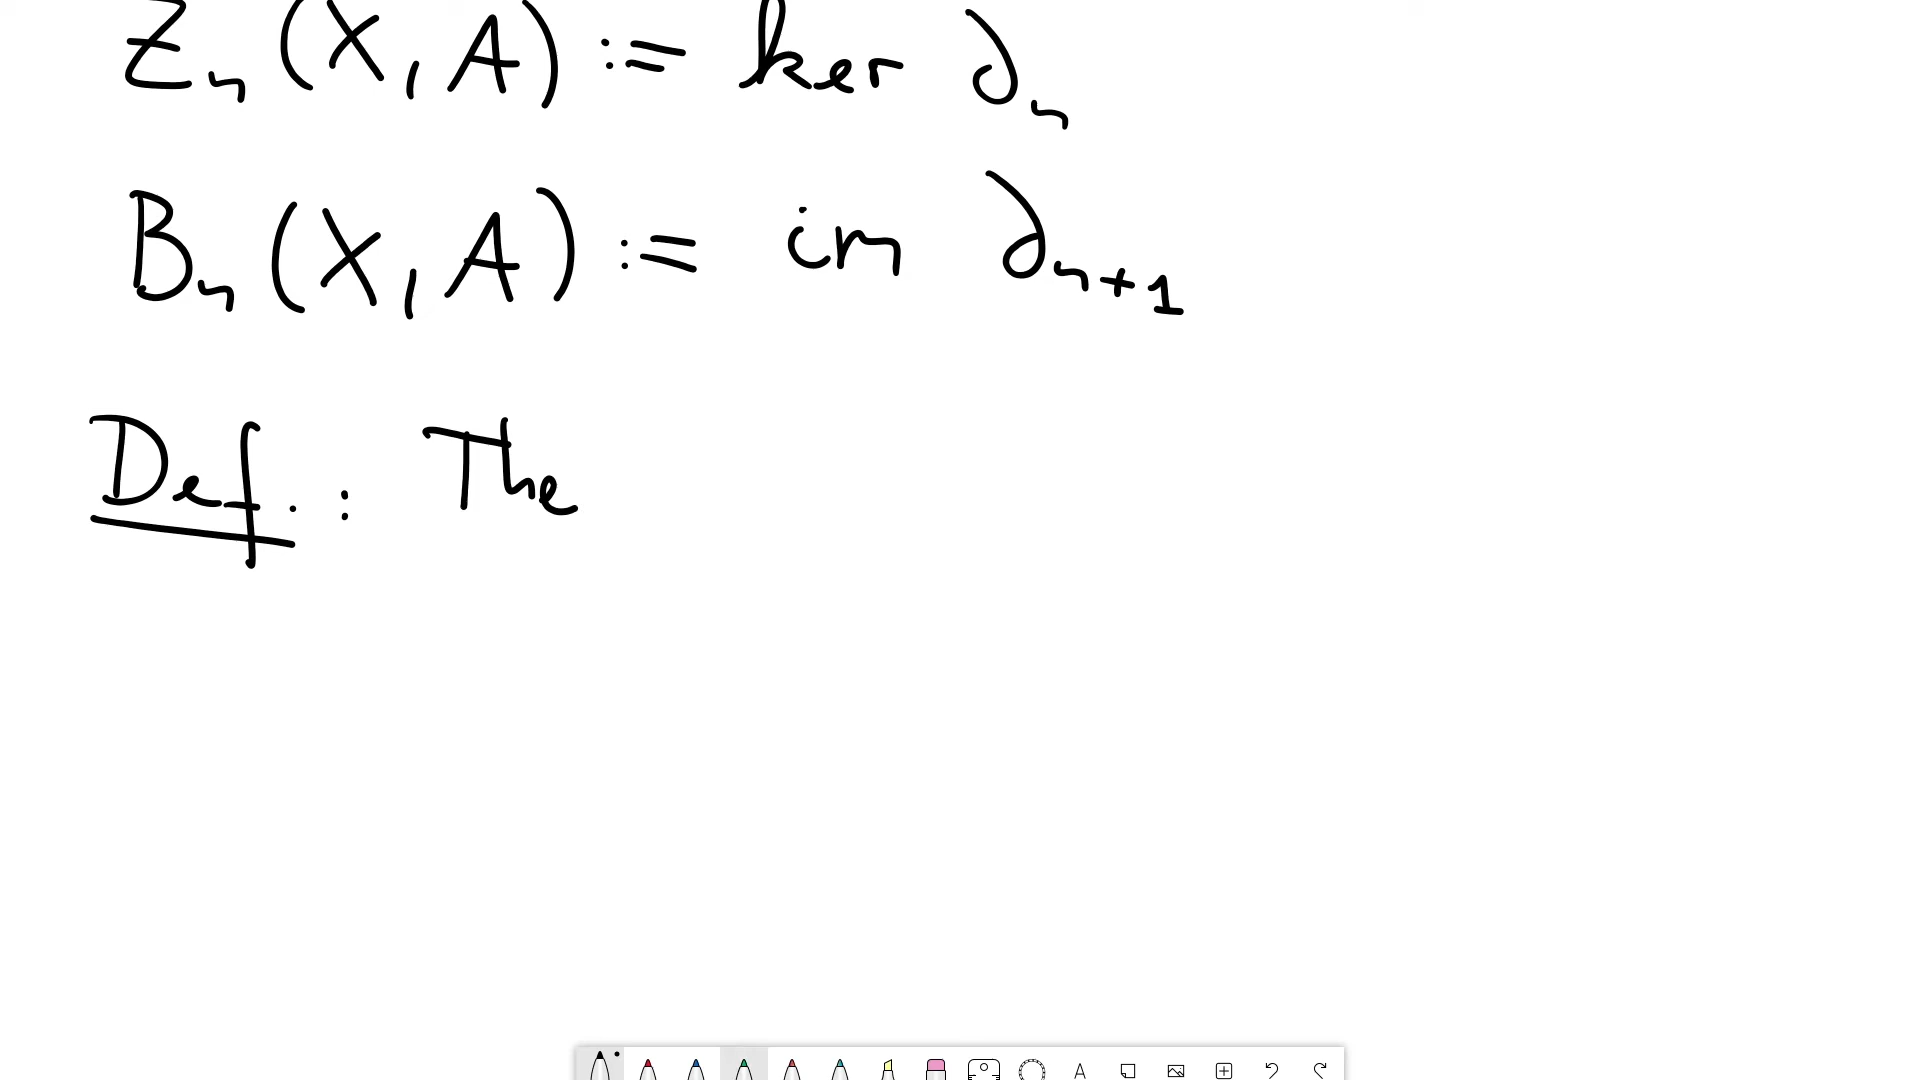 Zₙ (X, A) := ker ∂ₙ
Bₙ (X, A) := im ∂ₙ₊₁
Def. : The